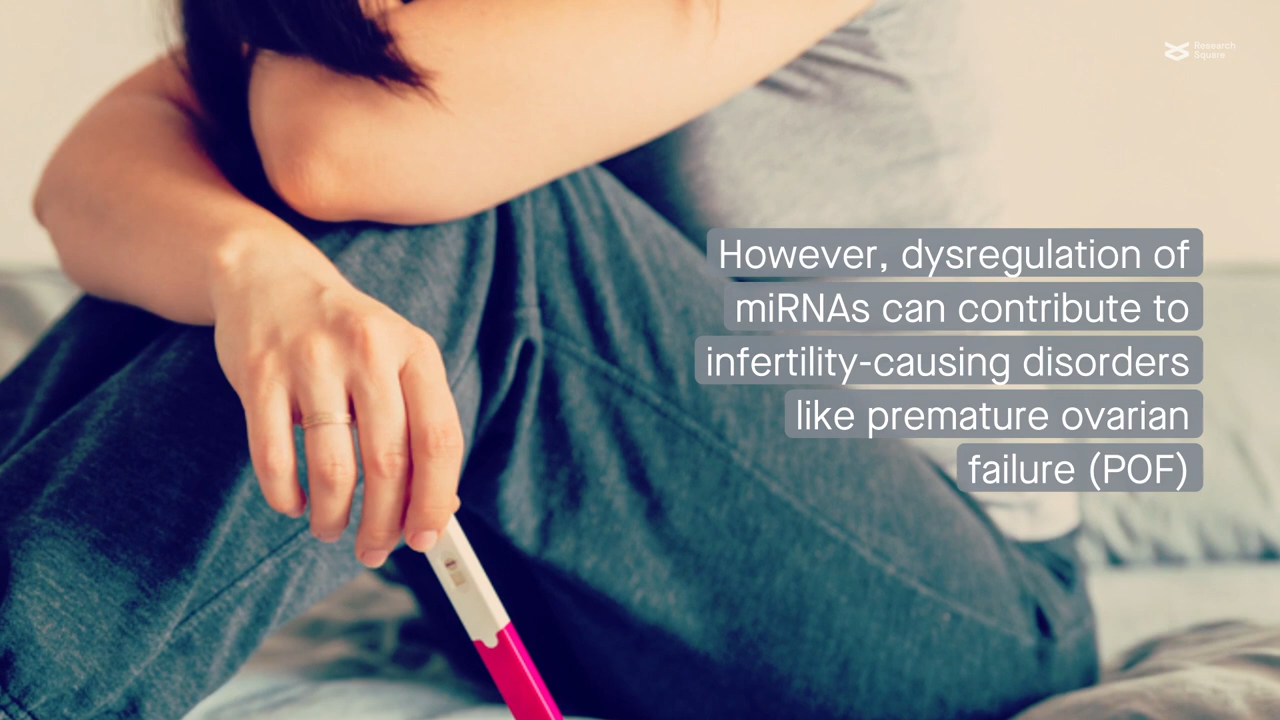 Research
Square
However, dysregulation of
miRNAs can contribute to
infertility-causing disorders
like premature ovarian
failure (POF)